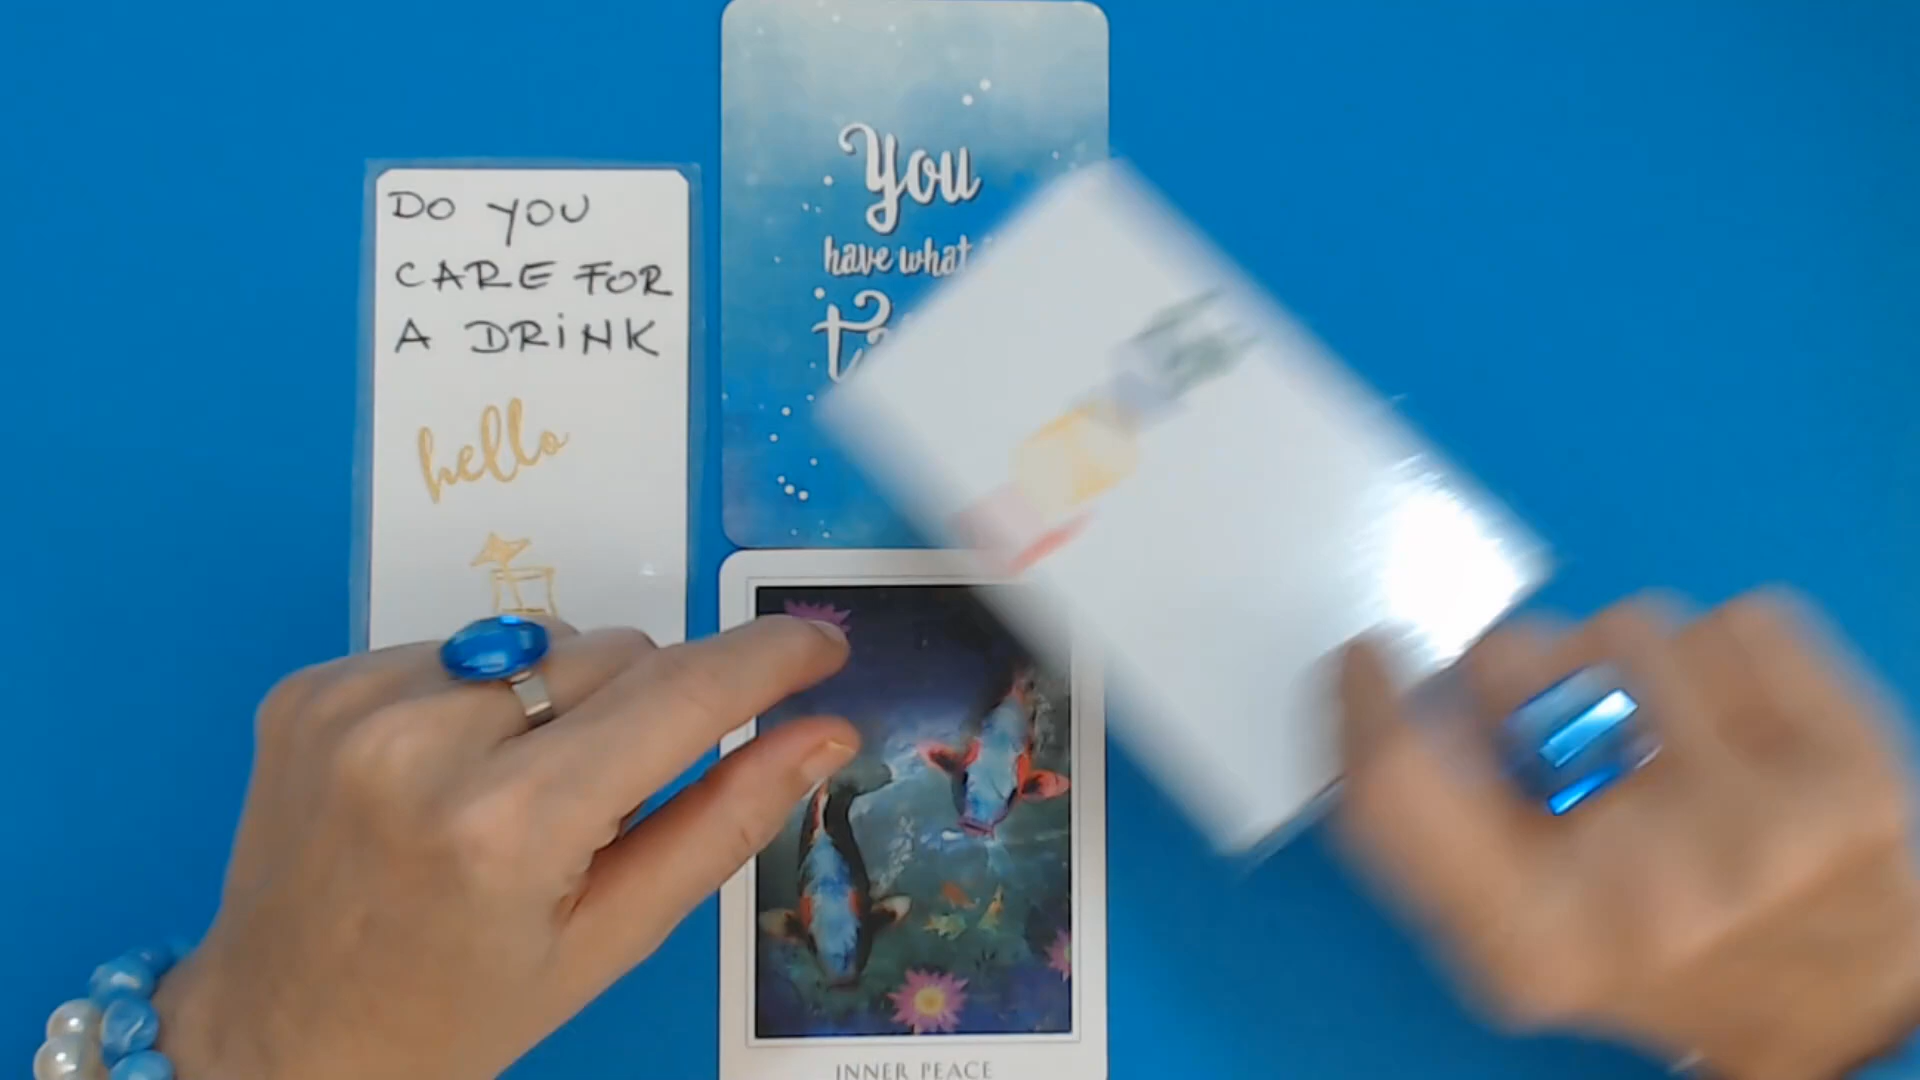 DO YOU
CARE FOR
A DRiNK
hello
You
have what
INNER PEACE